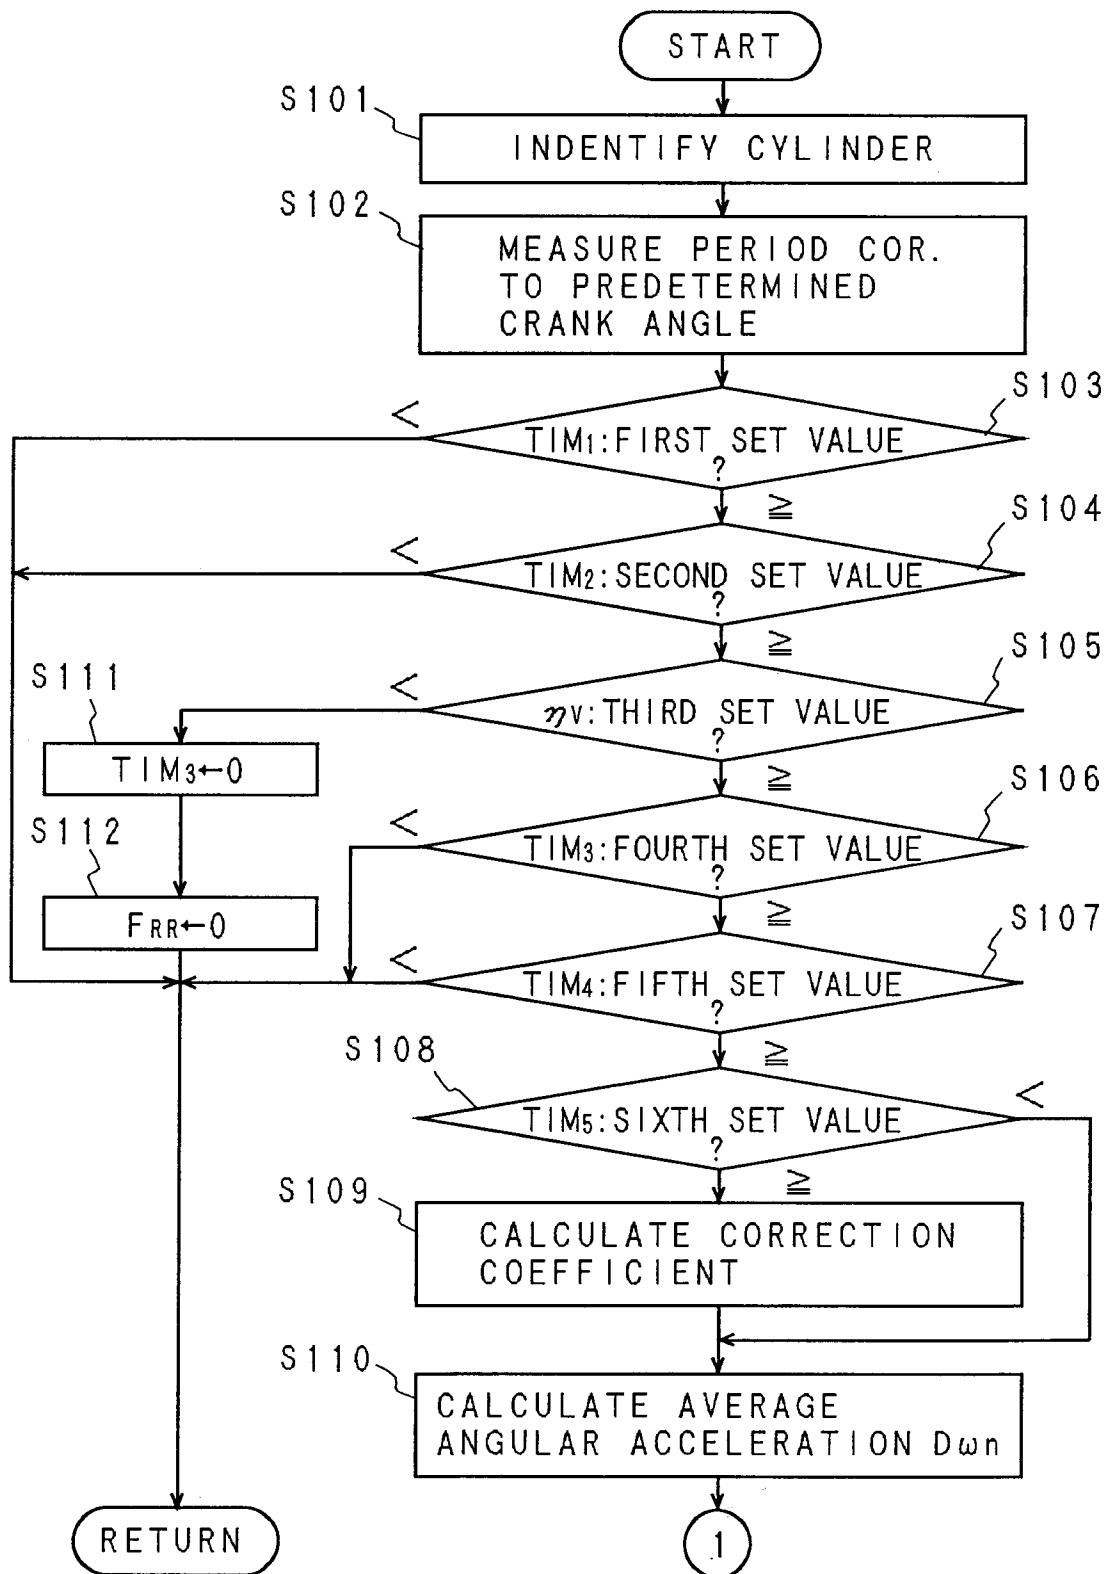 START
S101
INDENTIFY CYLINDER
S102
MEASURE PERIOD COR.
TO PREDETERMINED
CRANK ANGLE
S103
<
TIM1:FIRST SET VALUE
?
≧
S104
<
TIM2:SECOND SET VALUE
?
≧
S105
<
V:THIRD SET VALUE
?
≧
S111
TIM3←0
S106
<
TIM3:FOURTH SET VALUE
?
≧
S112
FRR←0
S107
<
TIM4:FIFTH SET VALUE
?
≧
S108
<
TIM5:SIXTH SET VALUE
?
≧
S109
CALCULATE CORRECTION
COEFFICIENT
S110
CALCULATE AVERAGE
ANGULAR ACCELERATION Dωn
RETURN
1